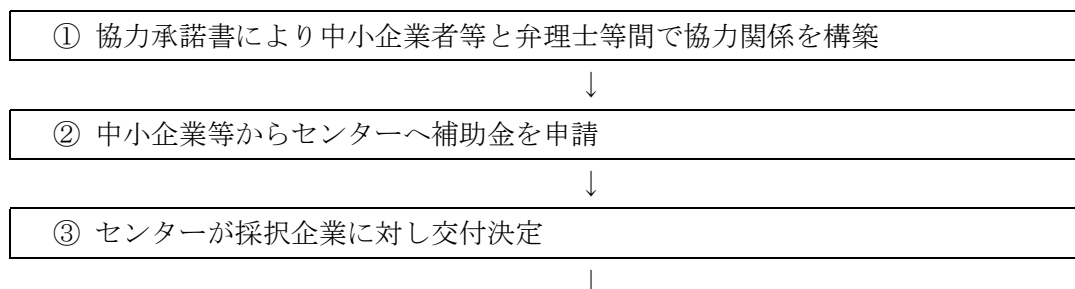 ① 協力承諾書により中小企業者等と弁理士等間で協力関係を構築
↓
② 中小企業等からセンターへ補助金を申請
↓
③ センターが採択企業に対し交付決定